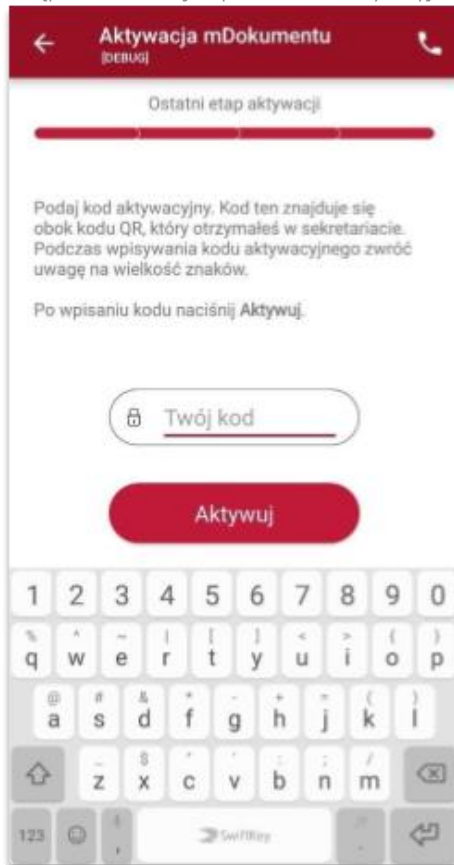 Aktywacja mDokumentu
[DEBUG]
Ostatni etap aktywacji
Podaj kod aktywacyjny. Kod ten znajduje się
obok kodu QR, który otrzymałeś w sekretariacie.
Podczas wpisywania kodu aktywacyjnego zwróć
uwagę na wielkość znaków.
Po wpisaniu kodu naciśnij Aktywuj.
Twój kod
Aktywuj
1 2 3 4 5 6 7 8 9 0
q w e r t y u i o p
a s d f g h j k l
z x c v b n m
123 , SwiftKey .